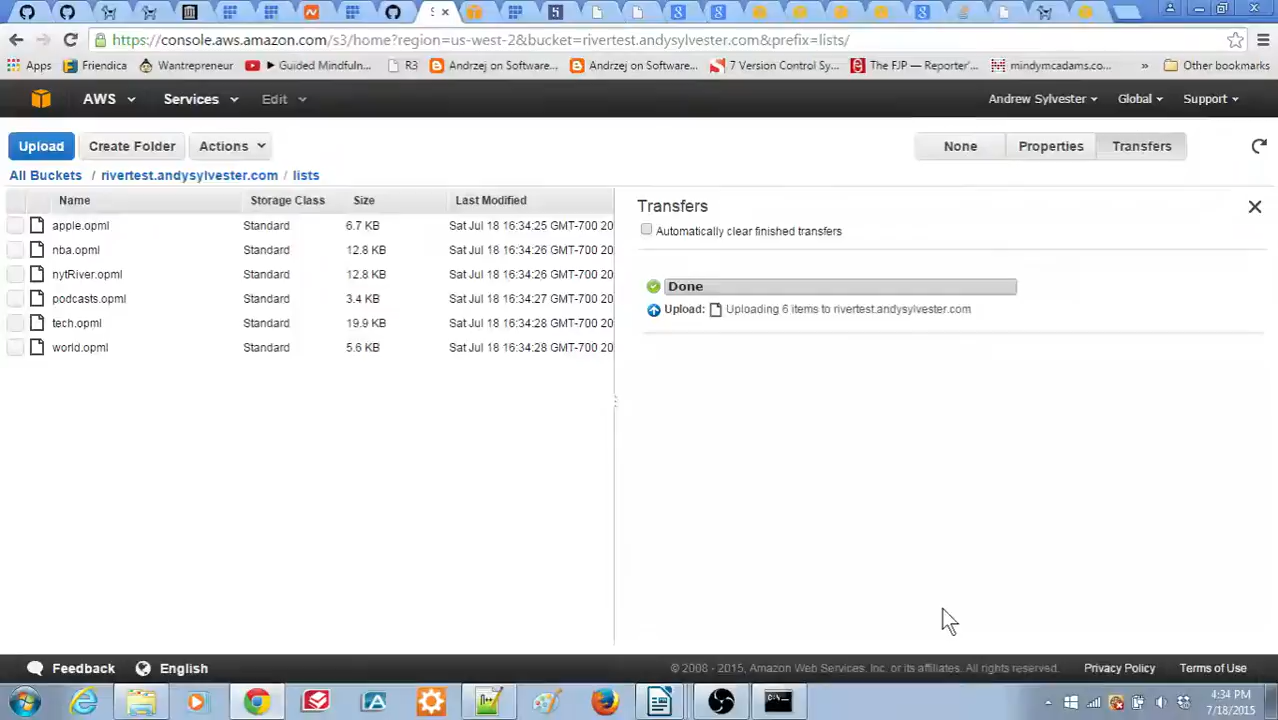 S
https://console.aws.amazon.com/s3/home?region=us-west-2&bucket=rivertest.andysylvester.com&prefix=lists/
Apps Friendica Wantrepreneur Guided Mindfuln... R3 Andrzej on Software... Andrzej on Software... 7 Version Control Sy... The FJP — Reporter'... mindymcadams.co... » Other bookmarks
AWS Services Edit Andrew Sylvester Global Support
Upload Create Folder Actions None Properties Transfers
All Buckets / rivertest.andysylvester.com / lists
Name Storage Class Size Last Modified
apple.opml Standard 6.7 KB Sat Jul 18 16:34:25 GMT-700 20
nba.opml Standard 12.8 KB Sat Jul 18 16:34:26 GMT-700 20
nytRiver.opml Standard 12.8 KB Sat Jul 18 16:34:26 GMT-700 20
podcasts.opml Standard 3.4 KB Sat Jul 18 16:34:27 GMT-700 20
tech.opml Standard 19.9 KB Sat Jul 18 16:34:28 GMT-700 20
world.opml Standard 5.6 KB Sat Jul 18 16:34:28 GMT-700 20
Transfers
Automatically clear finished transfers
Done
Upload: Uploading 6 items to rivertest.andysylvester.com
Feedback English © 2008 - 2015, Amazon Web Services, Inc. or its affiliates. All rights reserved. Privacy Policy Terms of Use
4:34 PM
7/18/2015